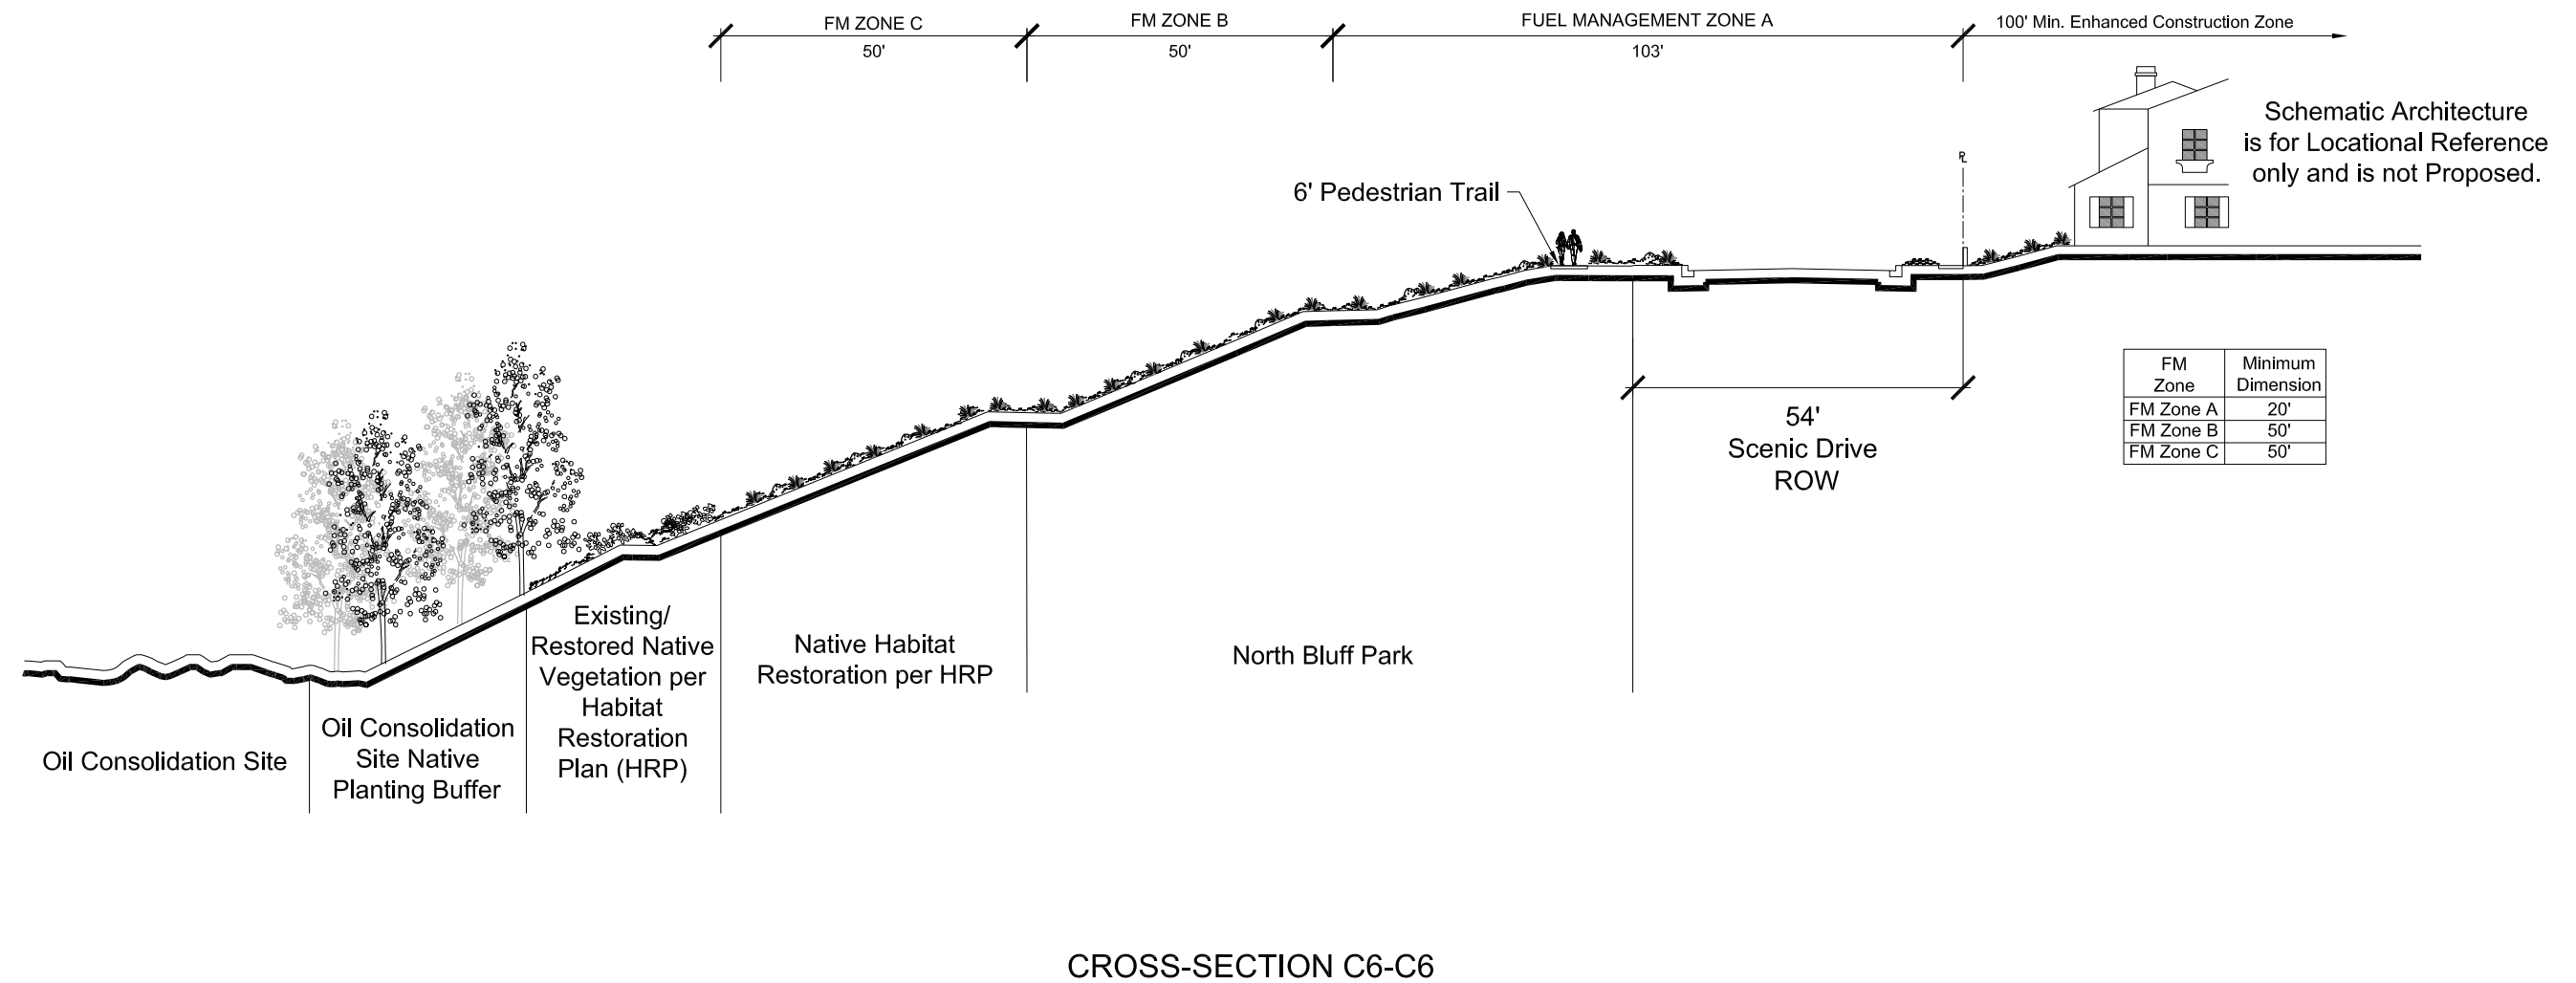 FM ZONE C
50'
FM ZONE B
50'
FUEL MANAGEMENT ZONE A
103'
100' Min. Enhanced Construction Zone
Schematic Architecture
is for Locational Reference
only and is not Proposed.
PL
6' Pedestrian Trail
54'
Scenic Drive
ROW
FM Zone Minimum Dimension
FM Zone A 20'
FM Zone B 50'
FM Zone C 50'
Existing/
Restored Native
Vegetation per
Habitat
Restoration
Plan (HRP)
Native Habitat
Restoration per HRP
North Bluff Park
Oil Consolidation Site
Oil Consolidation
Site Native
Planting Buffer
CROSS-SECTION C6-C6